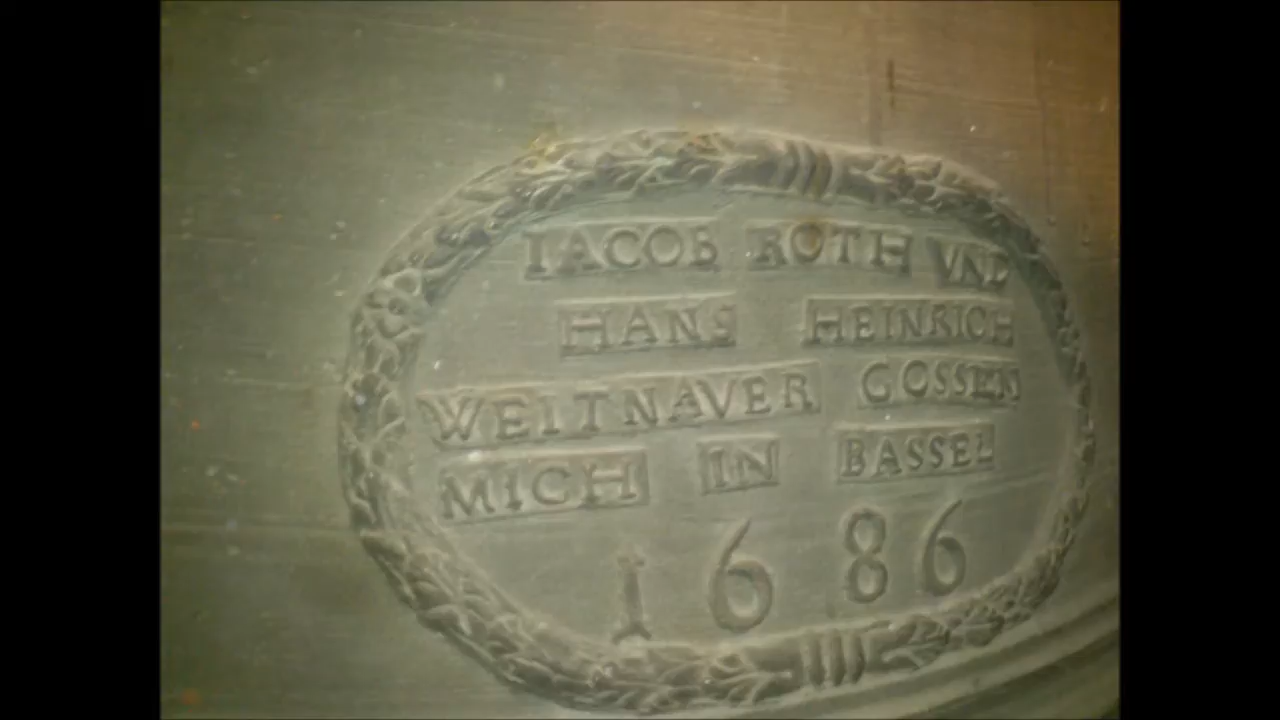 IACOB ROTH VND
HANS HEINRICH
WEITNAVER GOSSEN
MICH IN BASSEL
1686